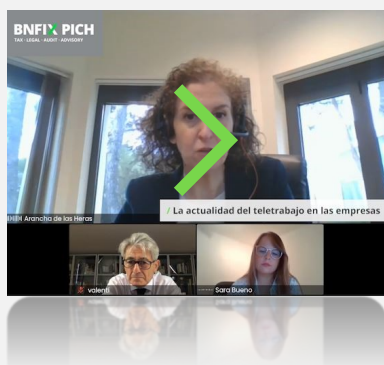 BNFIX PICH
TAX · LEGAL · AUDIT · ADVISORY
Arancha de las Heras
/ La actualidad del teletrabajo en las empresas
valenti
Sara Bueno